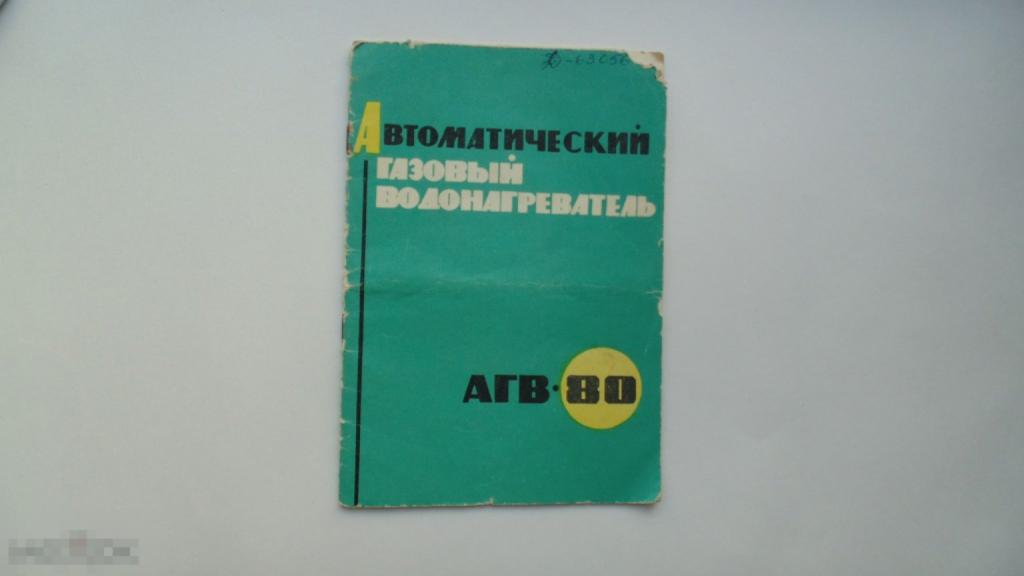 Автоматический
газовый
водонагреватель
АГВ·80